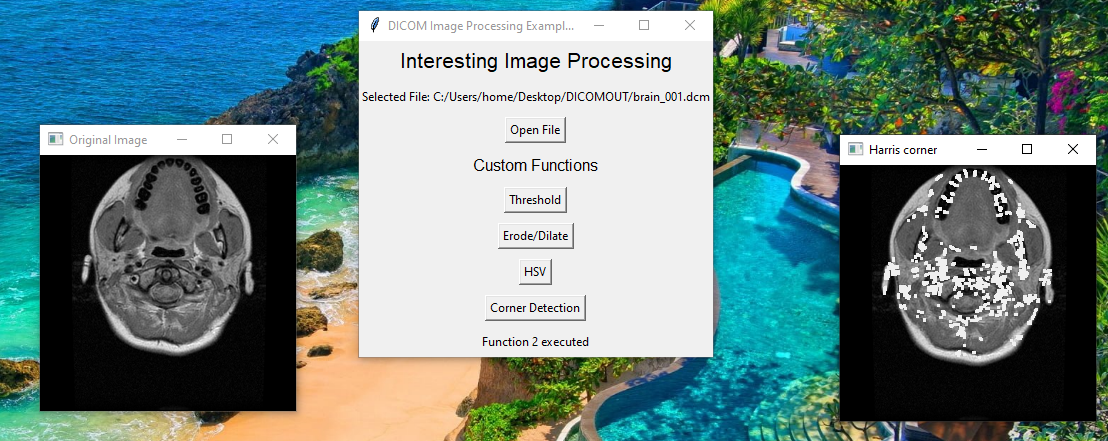 DICOM Image Processing Exampl...
Interesting Image Processing
Selected File: C:/Users/home/Desktop/DICOMOUT/brain_001.dcm
Open File
Custom Functions
Threshold
Erode/Dilate
HSV
Corner Detection
Function 2 executed
Original Image
Harris corner